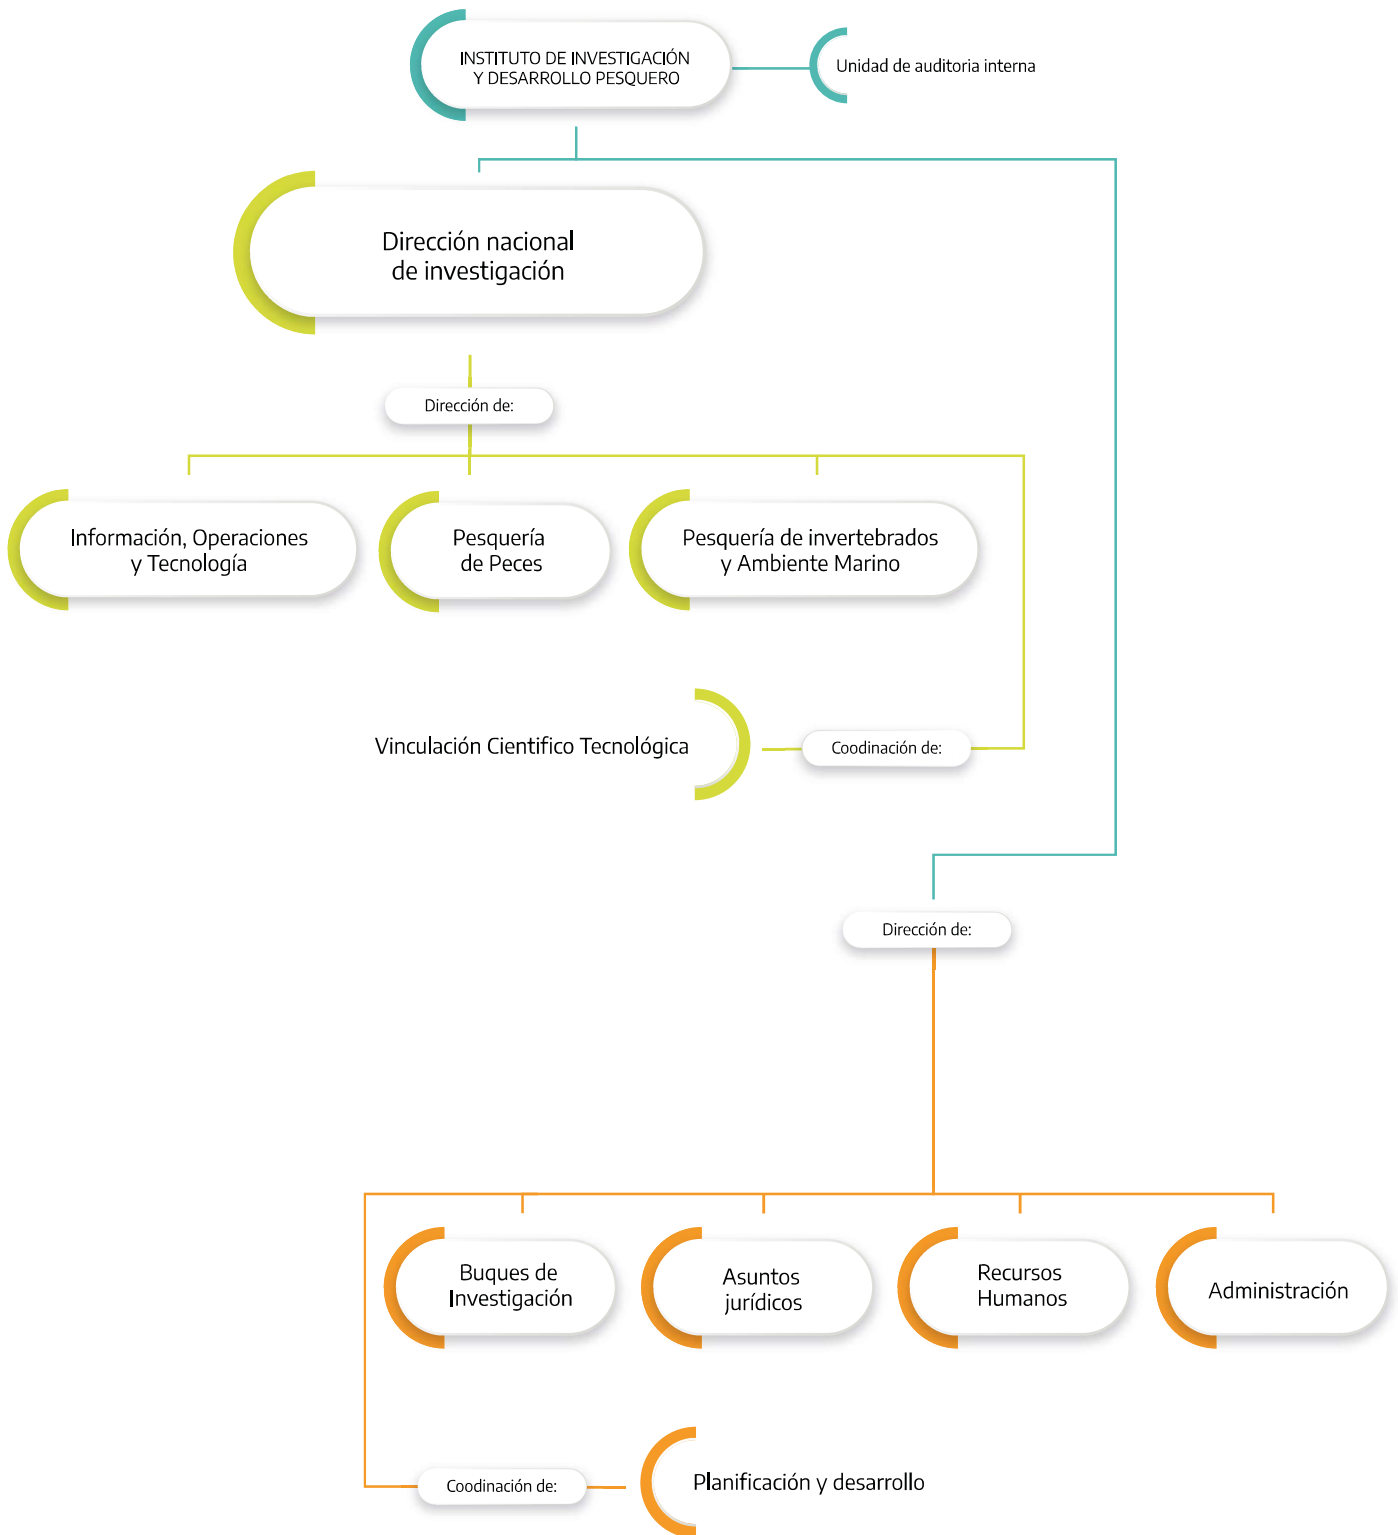 INSTITUTO DE INVESTIGACIÓN
Y DESARROLLO PESQUERO
Unidad de auditoria interna
Dirección nacional
de investigación
Dirección de:
Información, Operaciones
y Tecnología
Pesquería
de Peces
Pesquería de invertebrados
y Ambiente Marino
Vinculación Cientifico Tecnológica
Coodinación de:
Dirección de:
Buques de
Investigación
Asuntos
jurídicos
Recursos
Humanos
Administración
Coodinación de:
Planificación y desarrollo